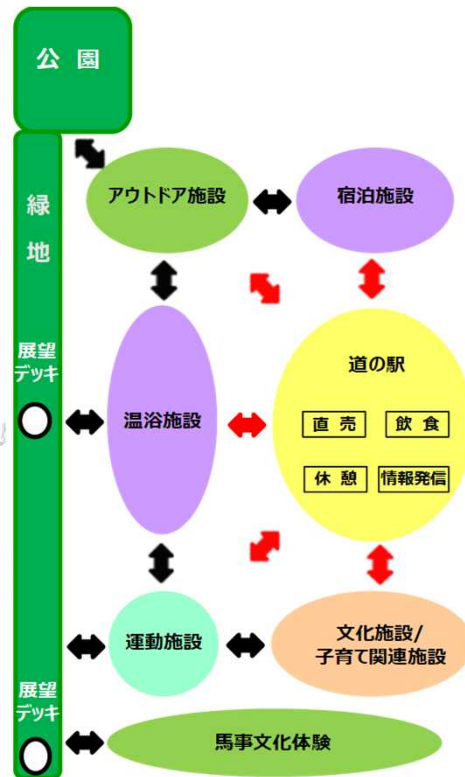 公 園
緑
地
展望
デッキ
展望
デッキ
アウトドア施設
宿泊施設
温浴施設
道の駅
直 売
飲 食
休 憩
情報発信
運動施設
文化施設/
子育て関連施設
馬事文化体験